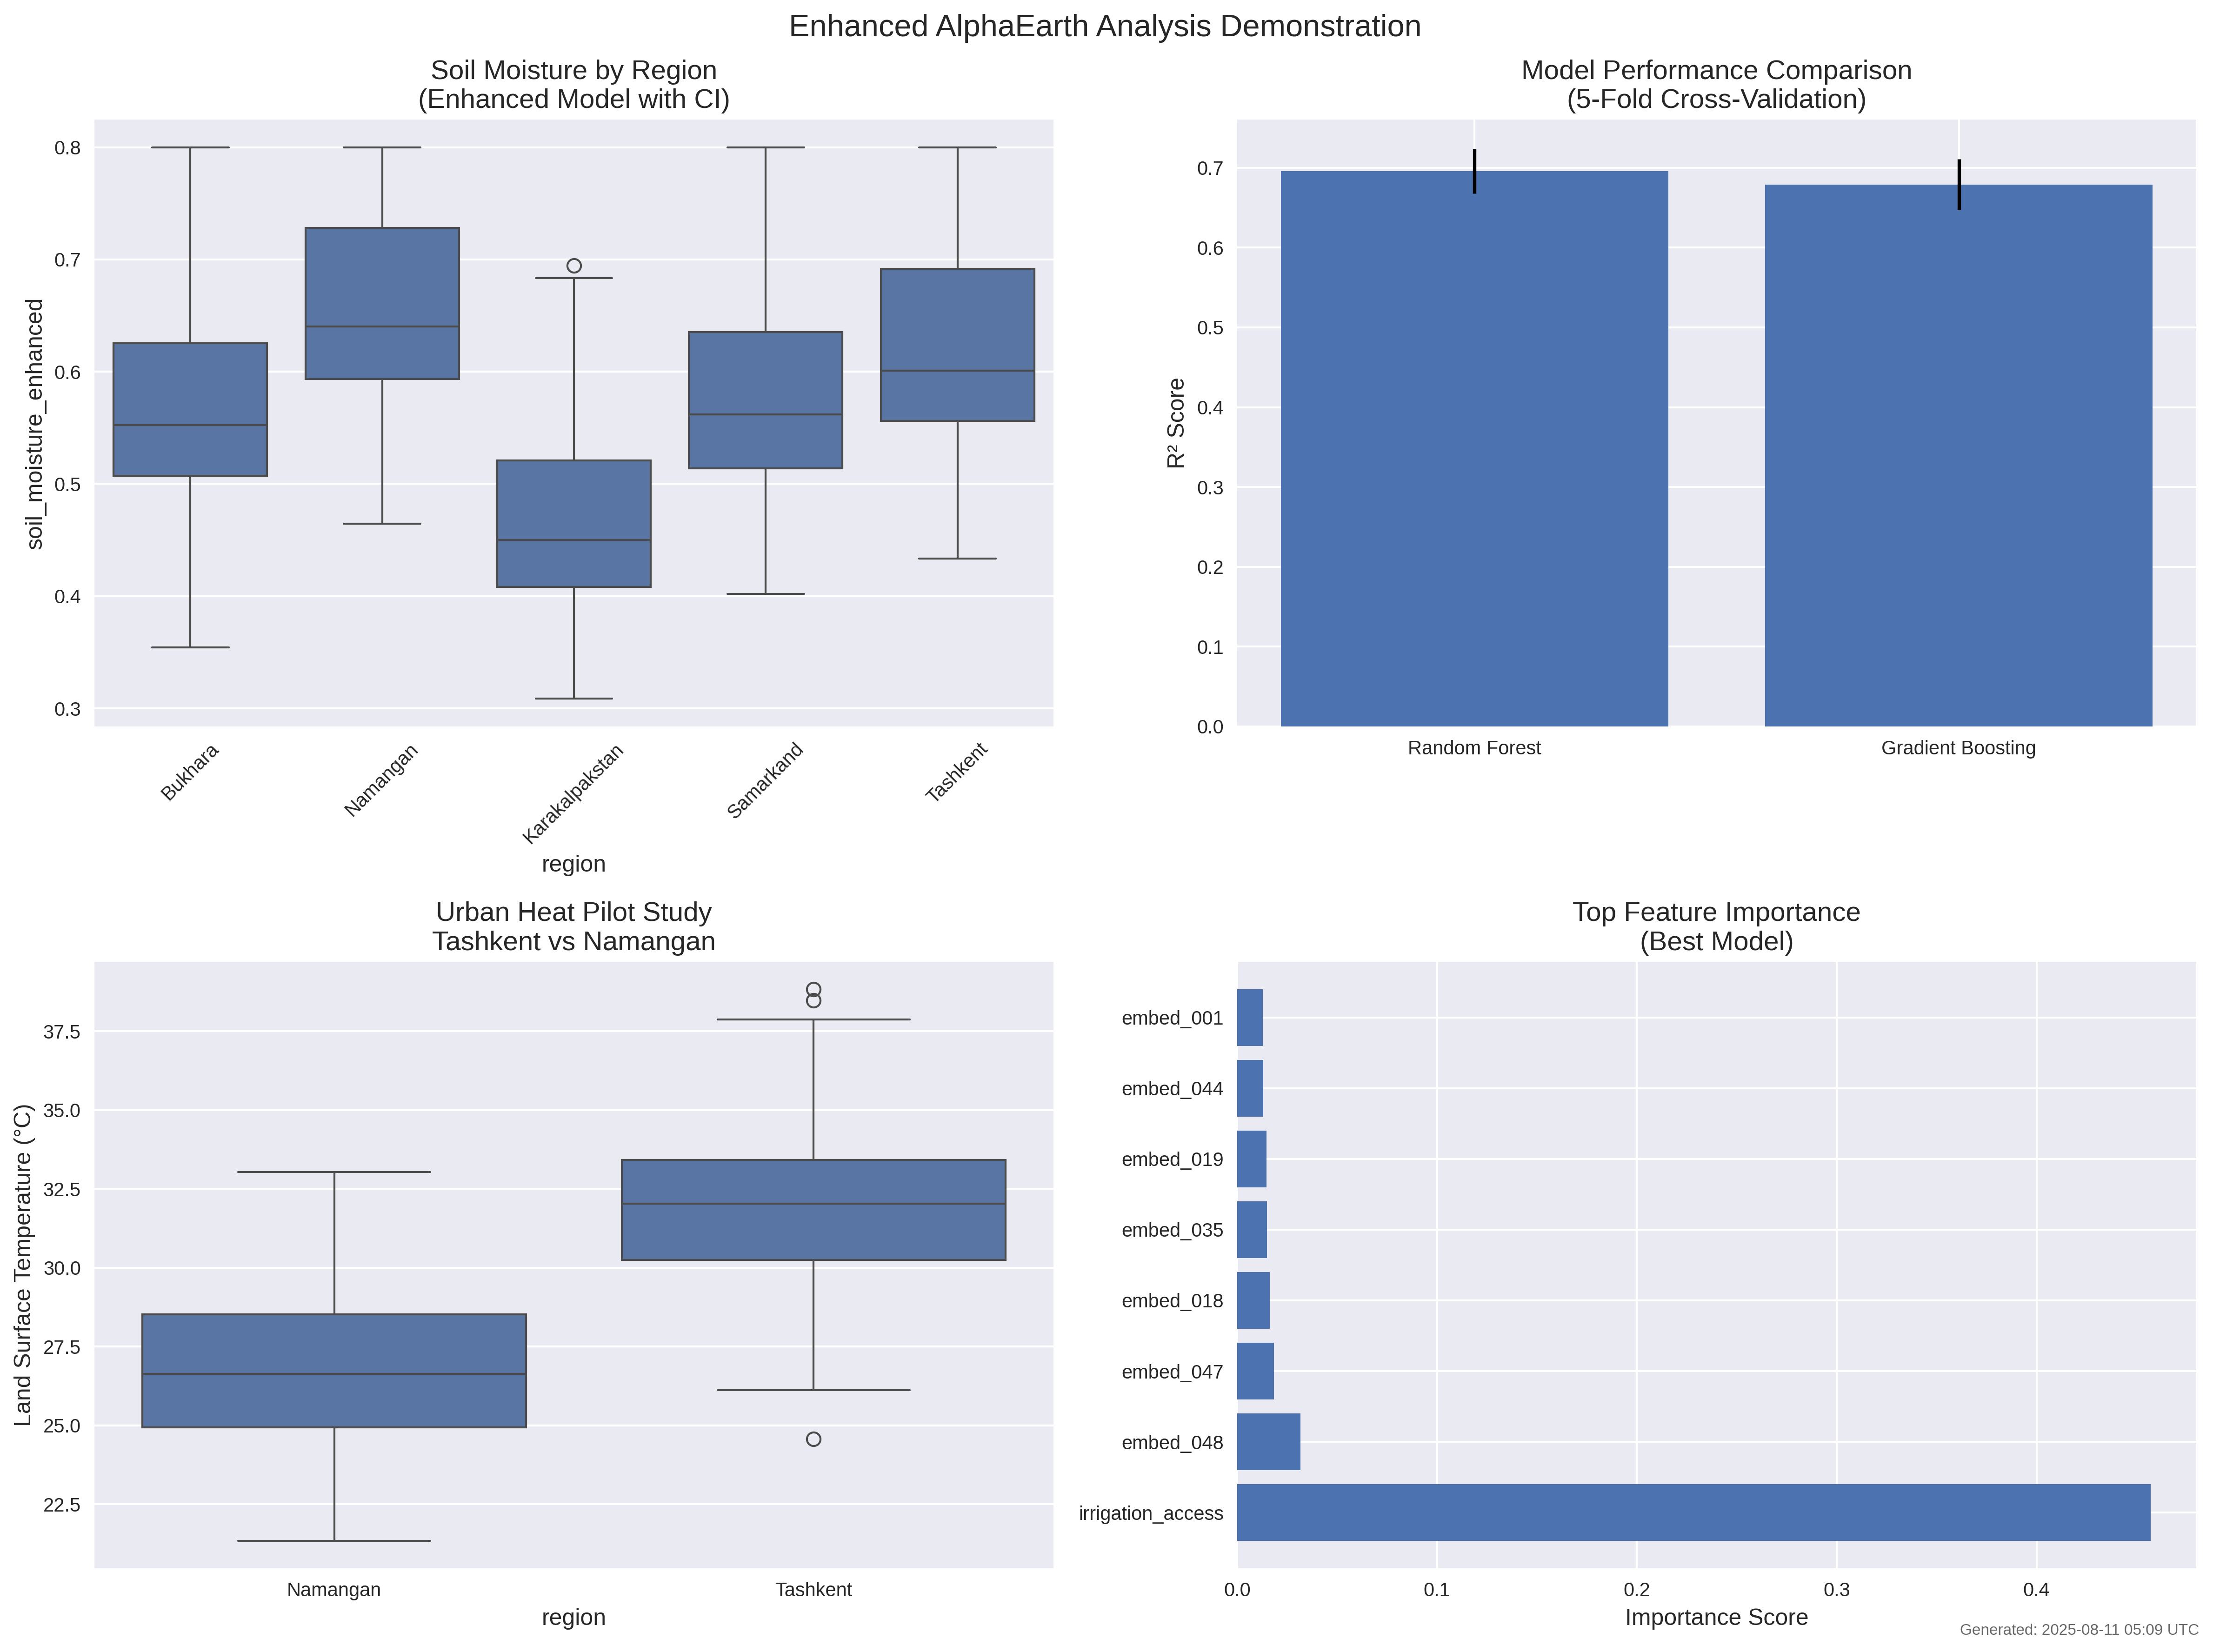 Enhanced AlphaEarth Analysis Demonstration
Soil Moisture by Region
(Enhanced Model with CI)
soil_moisture_enhanced
0.8
0.7
0.6
0.5
0.4
0.3
Bukhara
Namangan
Karakalpakstan
Samarkand
Tashkent
region
Model Performance Comparison
(5-Fold Cross-Validation)
R² Score
0.7
0.6
0.5
0.4
0.3
0.2
0.1
0.0
Random Forest
Gradient Boosting
Urban Heat Pilot Study
Tashkent vs Namangan
Land Surface Temperature (°C)
37.5
35.0
32.5
30.0
27.5
25.0
22.5
Namangan
Tashkent
region
Top Feature Importance
(Best Model)
embed_001
embed_044
embed_019
embed_035
embed_018
embed_047
embed_048
irrigation_access
0.0
0.1
0.2
0.3
0.4
Importance Score
Generated: 2025-08-11 05:09 UTC